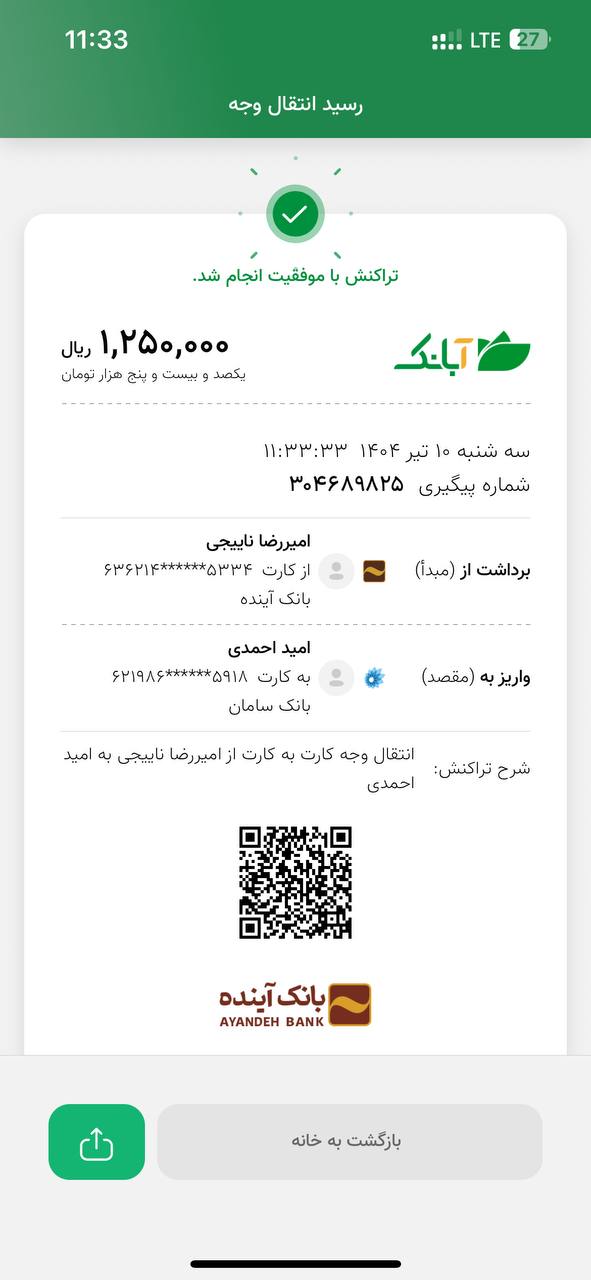 11:33
LTE
27
رسید انتقال وجه
تراکنش با موفقیت انجام شد.
آبانک
۱,۲۵۰,۰۰۰ ریال
یکصد و بیست و پنج هزار تومان
سه شنبه ۱۰ تیر ۱۴۰۴ ۱۱:۳۳:۳۳
شماره پیگیری ۳۰۴۶۸۹۸۲۵
برداشت از (مبدأ)
امیررضا نایبجی
از کارت ۶۳۶۲۱۴******۵۳۳۴
بانک آینده
واریز به (مقصد)
امید احمدی
به کارت ۶۲۱۹۸۶******۵۹۱۸
بانک سامان
شرح تراکنش:
انتقال وجه کارت به کارت از امیررضا نایبجی به امید
احمدی
بانک آینده
AYANDEH BANK
بازگشت به خانه